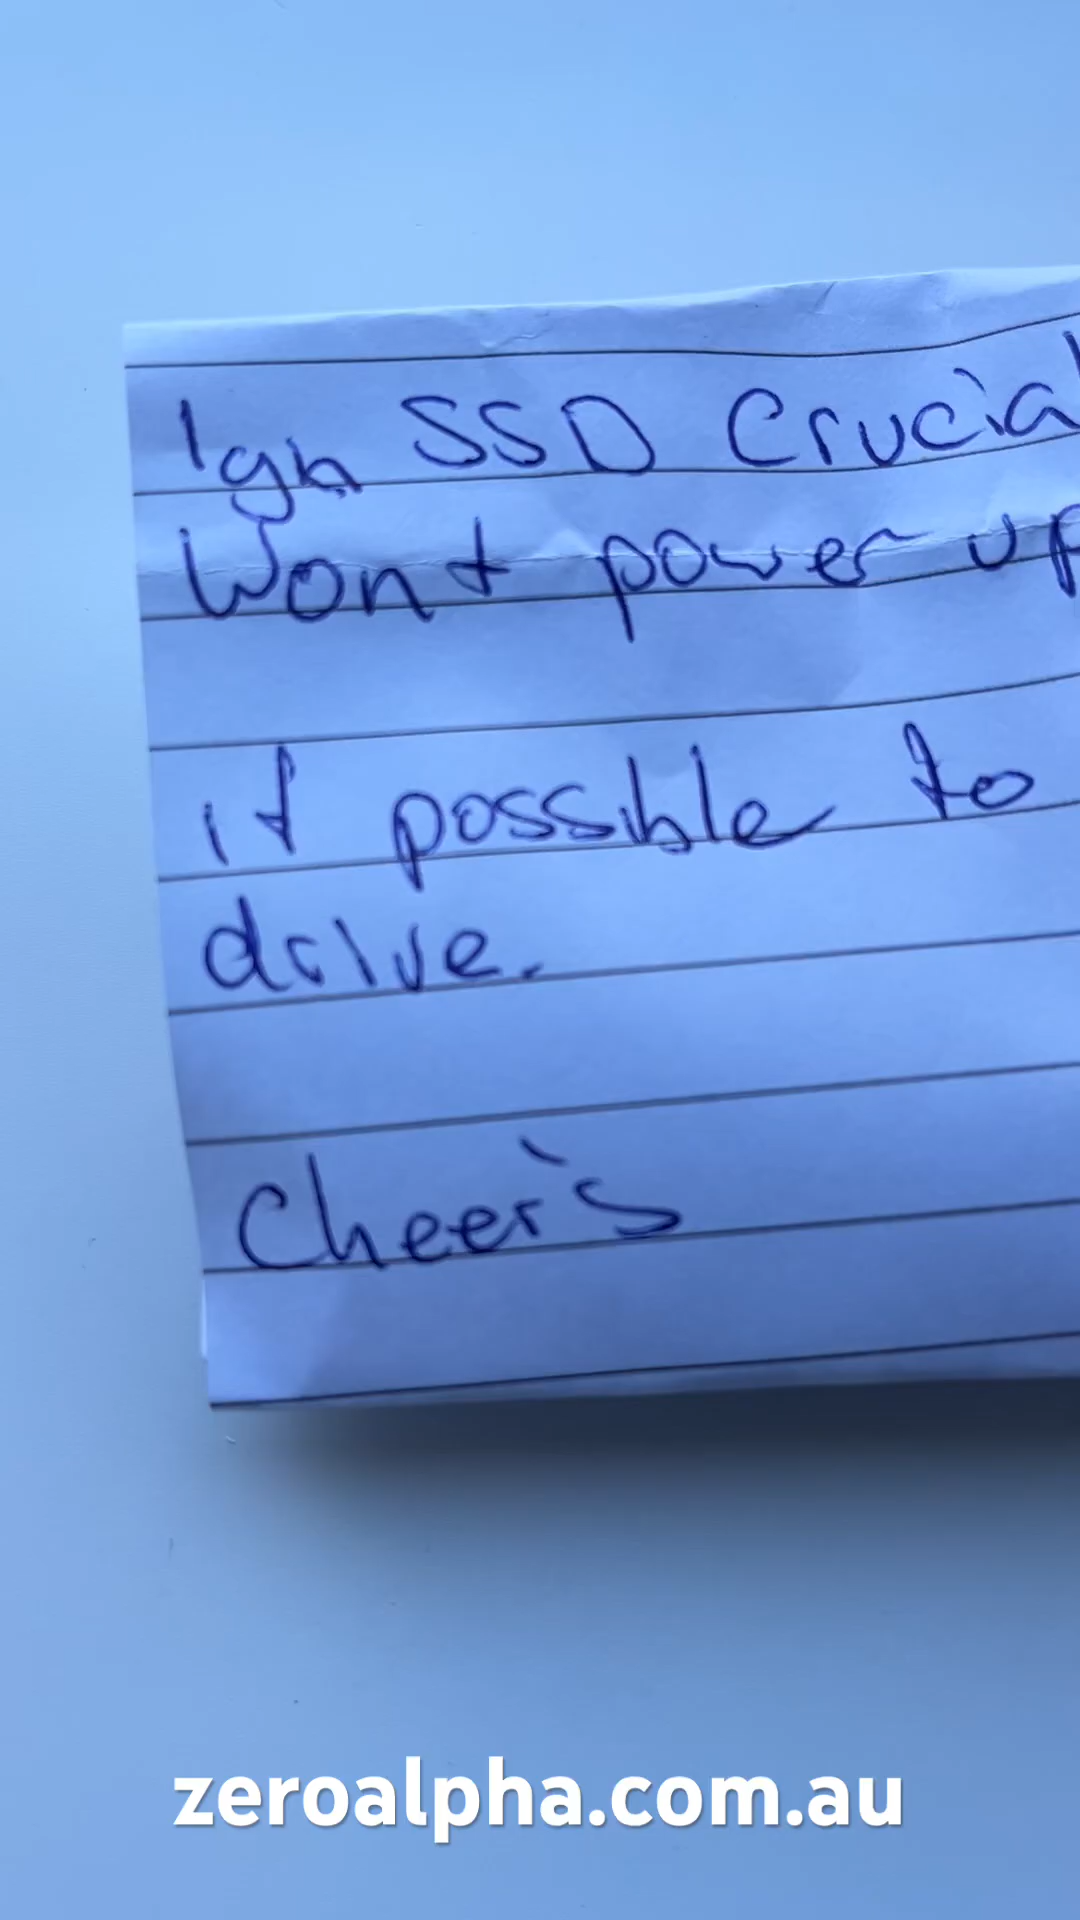 1gb SSD Crucial
Wont power up
if possible to
drive.
Cheer's
zeroalpha.com.au